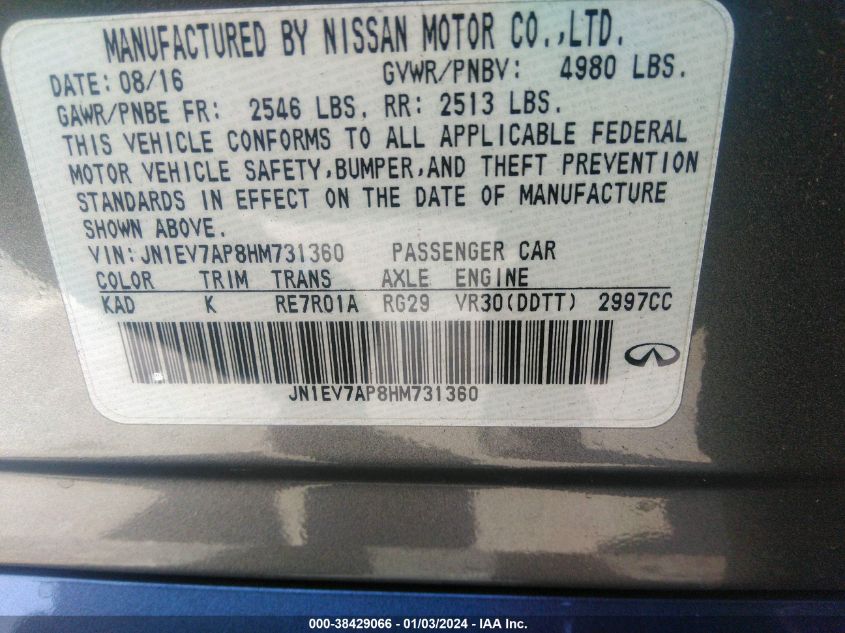 MANUFACTURED BY NISSAN MOTOR CO.,LTD.
DATE: 08/16 GVWR/PNBV: 4980 LBS.
GAWR/PNBE FR: 2546 LBS. RR: 2513 LBS.
THIS VEHICLE CONFORMS TO ALL APPLICABLE FEDERAL
MOTOR VEHICLE SAFETY,BUMPER,AND THEFT PREVENTION
STANDARDS IN EFFECT ON THE DATE OF MANUFACTURE
SHOWN ABOVE.
VIN: JN1EV7AP8HM731360 PASSENGER CAR
COLOR TRIM TRANS AXLE ENGINE
KAD K RE7R01A RG29 VR30(DDTT) 2997CC
JN1EV7AP8HM731360
000-38429066 - 01/03/2024 - IAA Inc.